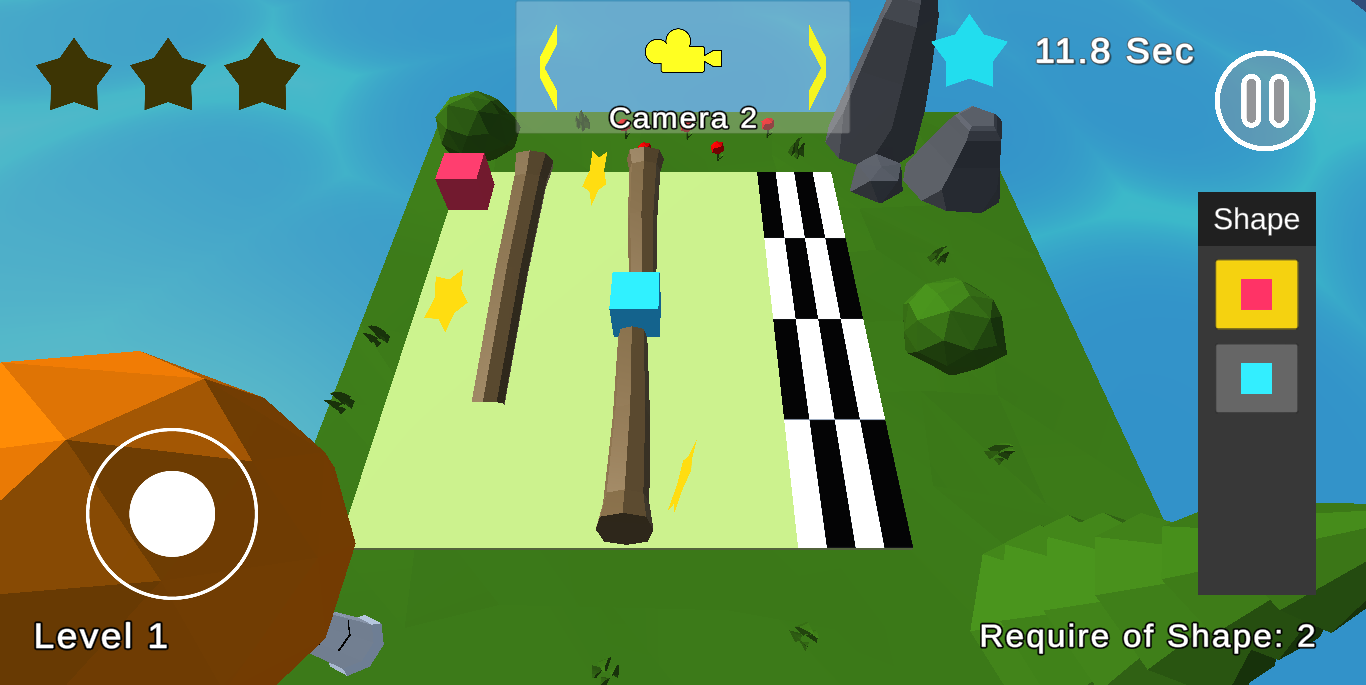 11.8 Sec
Camera 2
Shape
Level 1
Require of Shape: 2